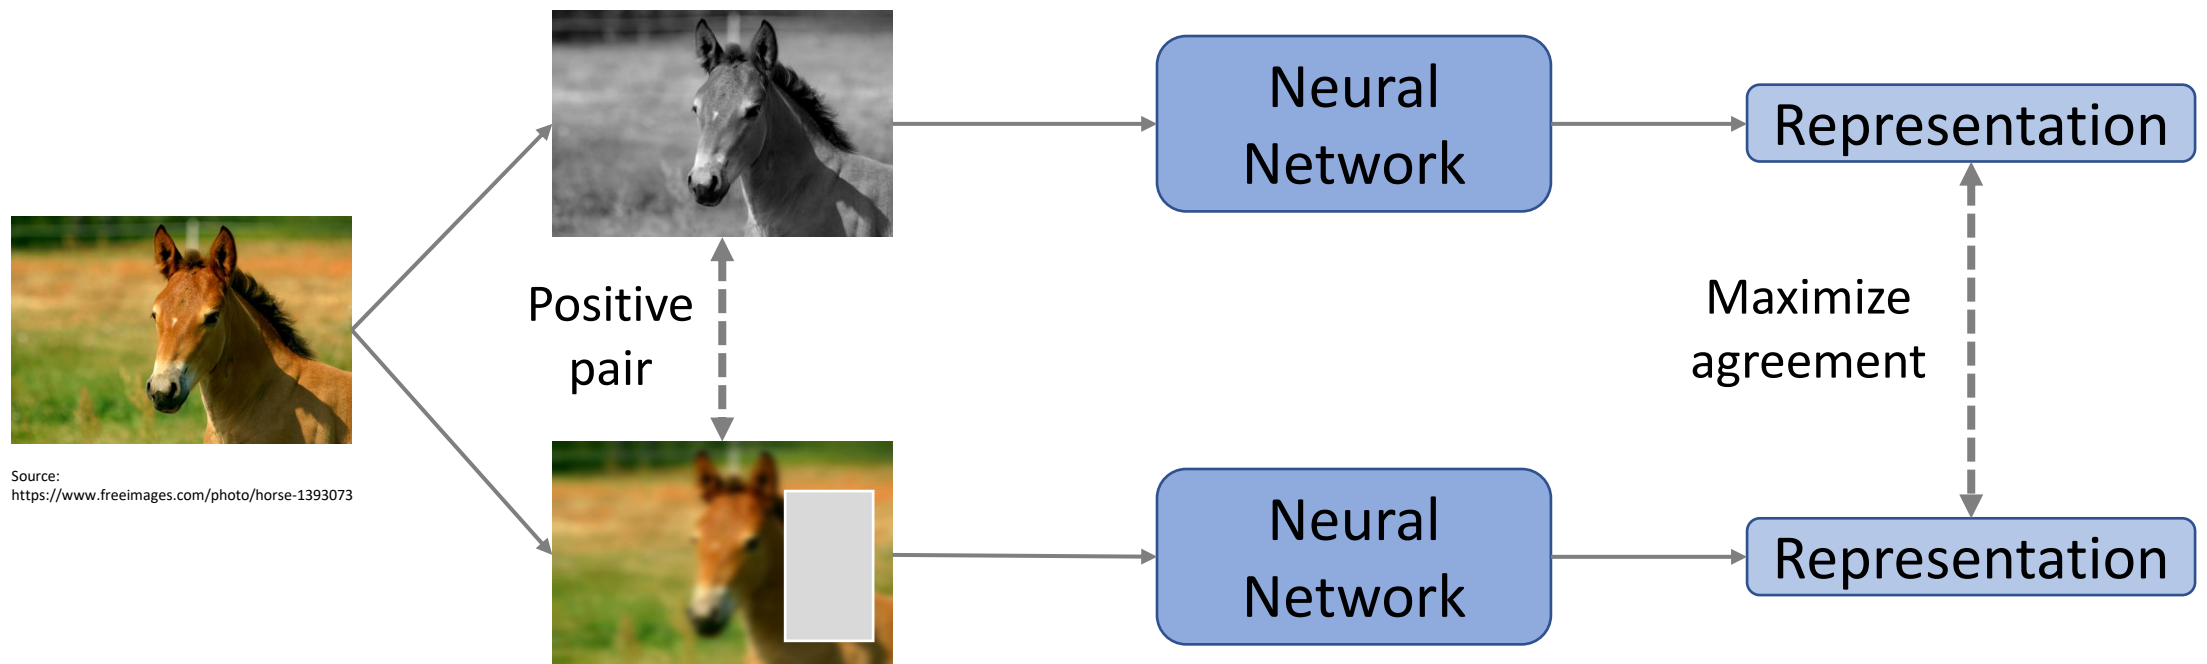 Neural
Network
Representation
Positive
pair
Maximize
agreement
Source:
https://www.freeimages.com/photo/horse-1393073
Neural
Network
Representation